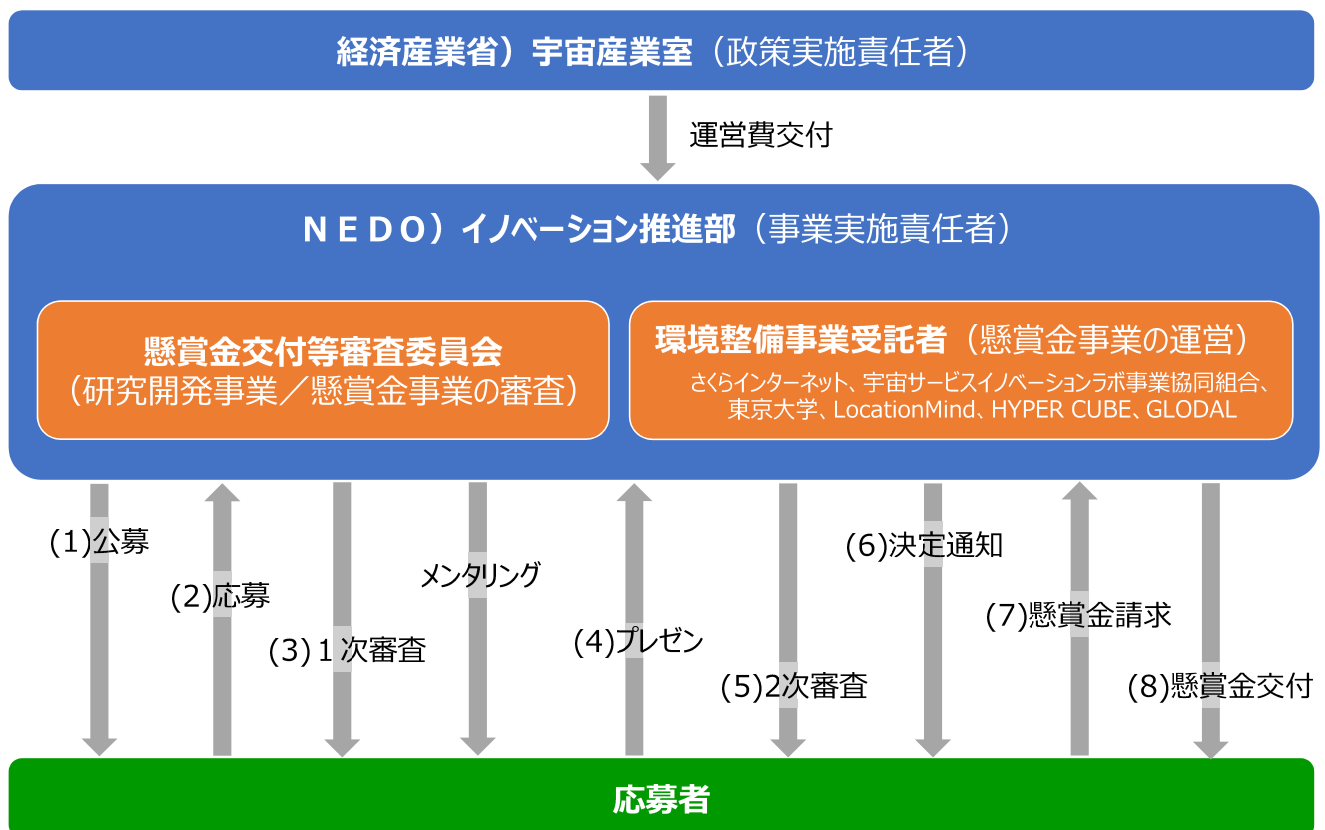 経済産業省）宇宙産業室（政策実施責任者）
運営費交付
ＮＥＤＯ）イノベーション推進部（事業実施責任者）
懸賞金交付等審査委員会
（研究開発事業／懸賞金事業の審査）
環境整備事業受託者（懸賞金事業の運営）
さくらインターネット、宇宙サービスイノベーションラボ事業協同組合、
東京大学、LocationMind、HYPER CUBE、GLODAL
(1)公募
(2)応募
(3)１次審査
メンタリング
(4)プレゼン
(5)2次審査
(6)決定通知
(7)懸賞金請求
(8)懸賞金交付
応募者